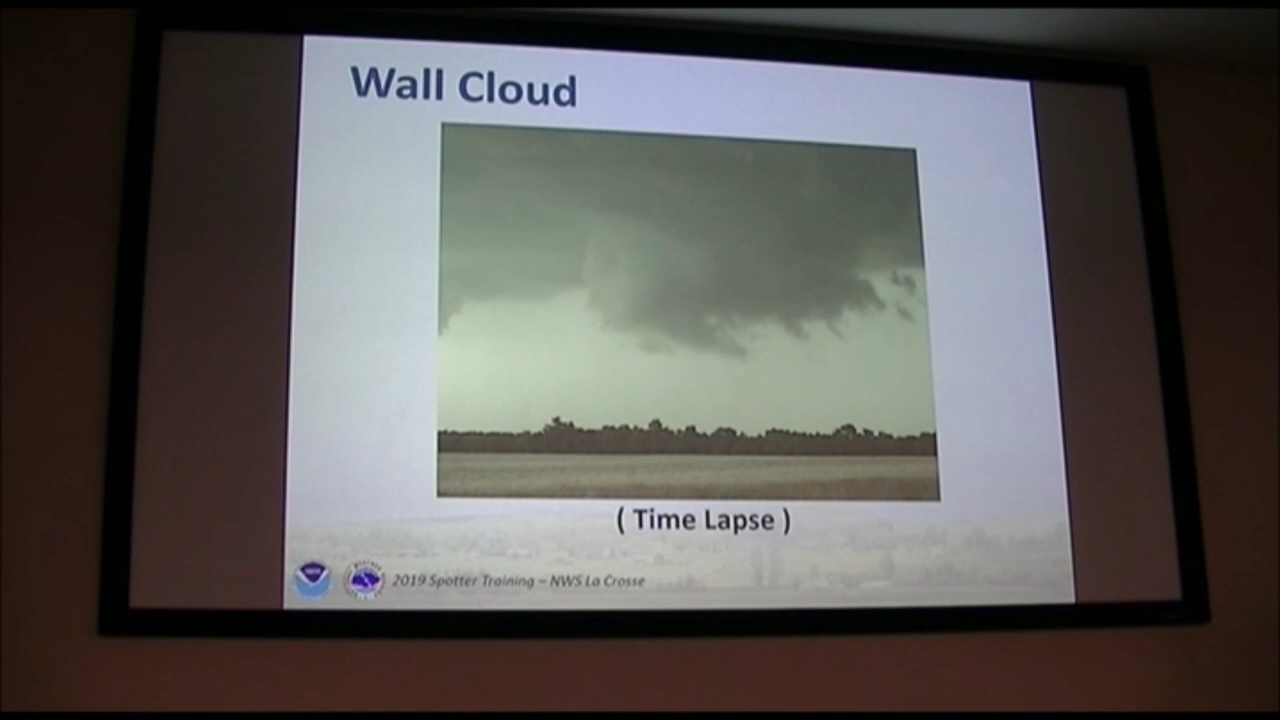 Wall Cloud
( Time Lapse )
2019 Spotter Training – NWS La Crosse